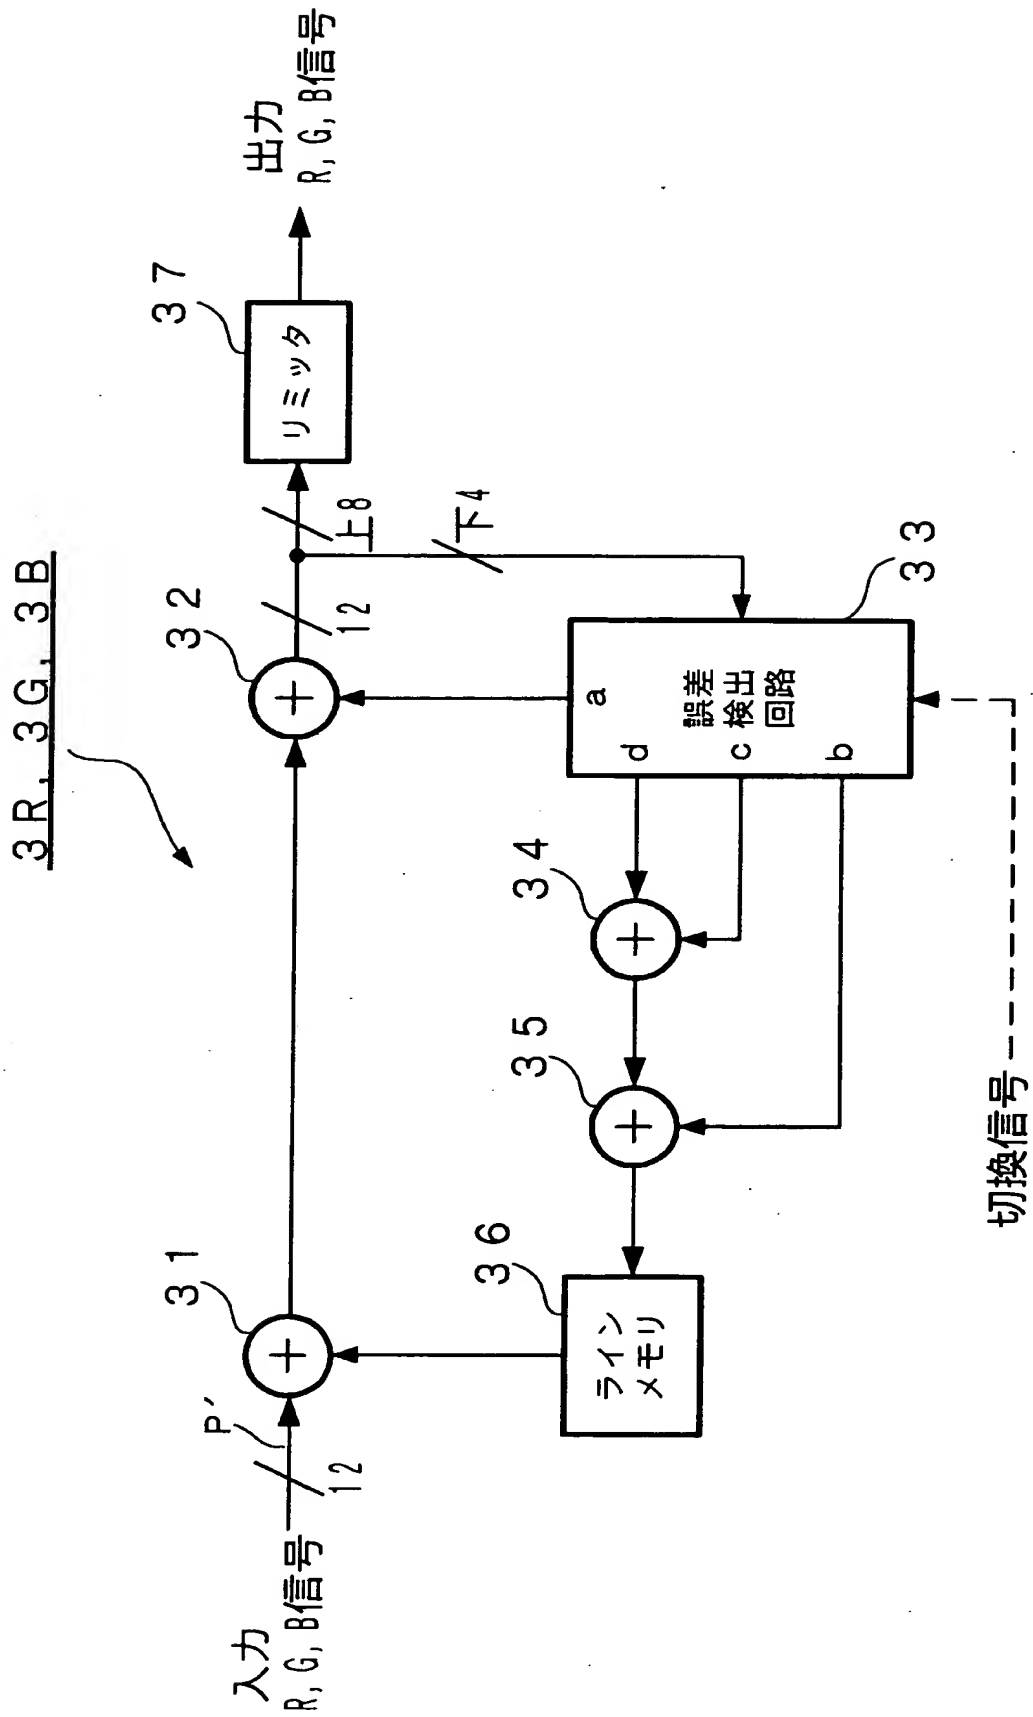 3R, 3G, 3B
入力
R, G, B信号
P′
12
31
32
12
上8
下4
37
リミッタ
出力
R, G, B信号
36
ライン
メモリ
35
34
33
a
d
c
b
誤差
検出
回路
切換信号